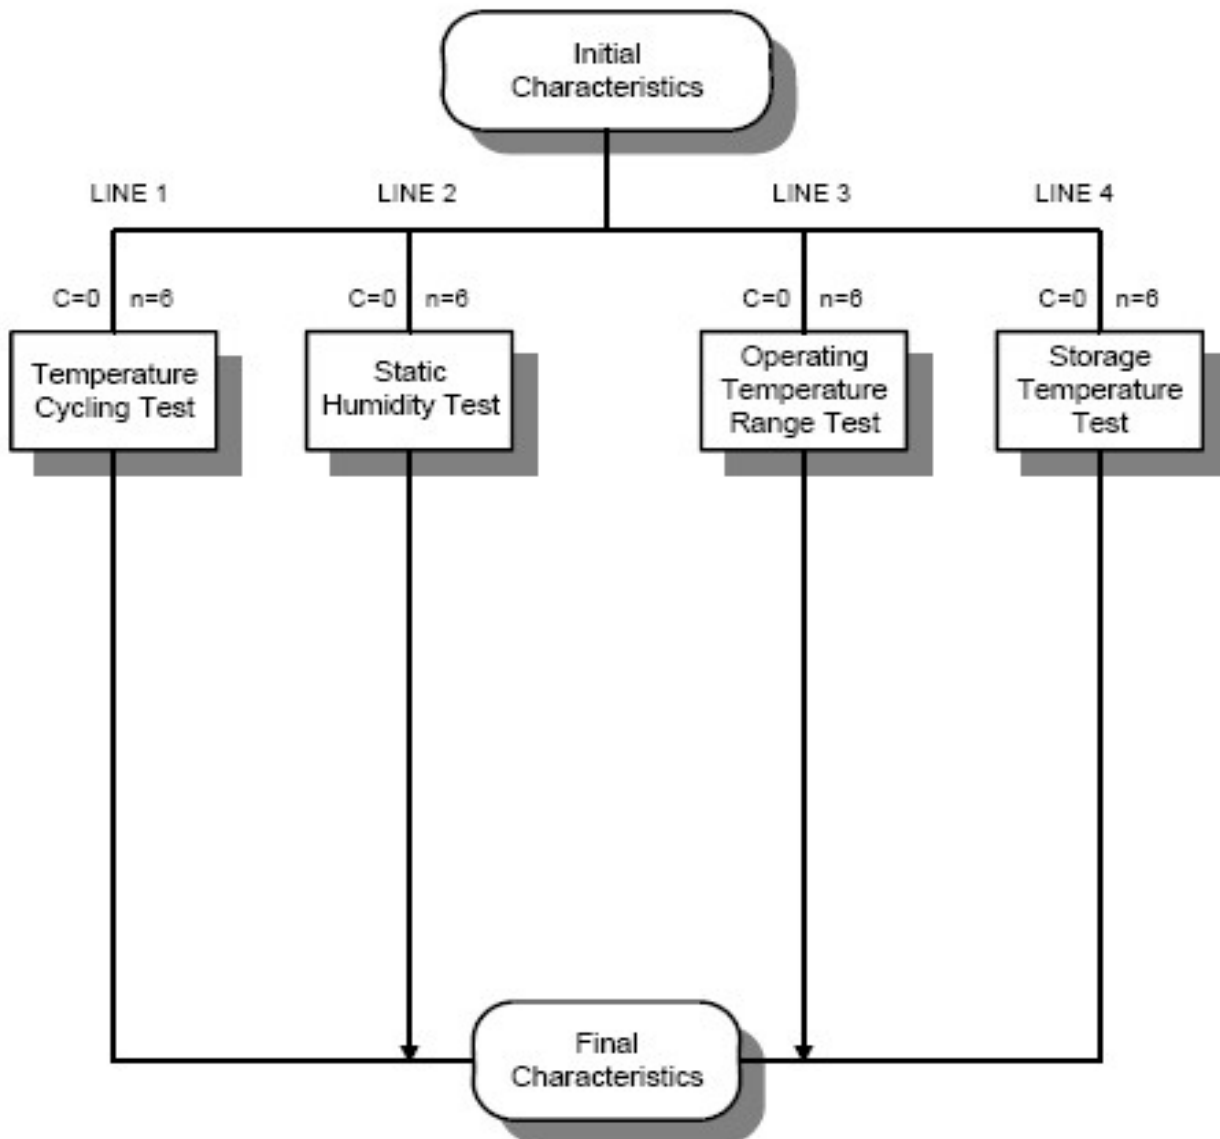 Initial
Characteristics
LINE 1
LINE 2
LINE 3
LINE 4
C=0 n=6
C=0 n=6
C=0 n=6
C=0 n=6
Temperature
Cycling Test
Static
Humidity Test
Operating
Temperature
Range Test
Storage
Temperature
Test
Final
Characteristics